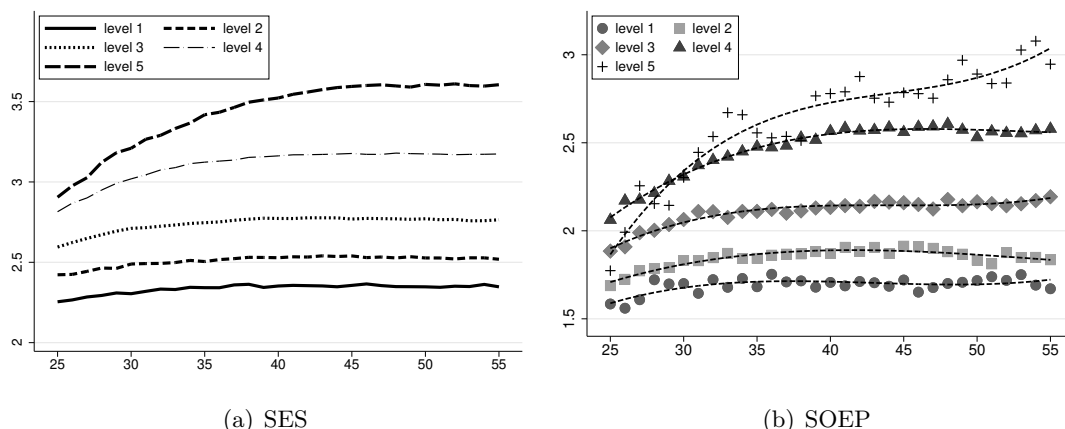 level 1 level 2
level 3 level 4
level 5
3.5
3
2.5
2
25 30 35 40 45 50 55
(a) SES
level 1 level 2
level 3 level 4
level 5
3
2.5
2
1.5
25 30 35 40 45 50 55
(b) SOEP